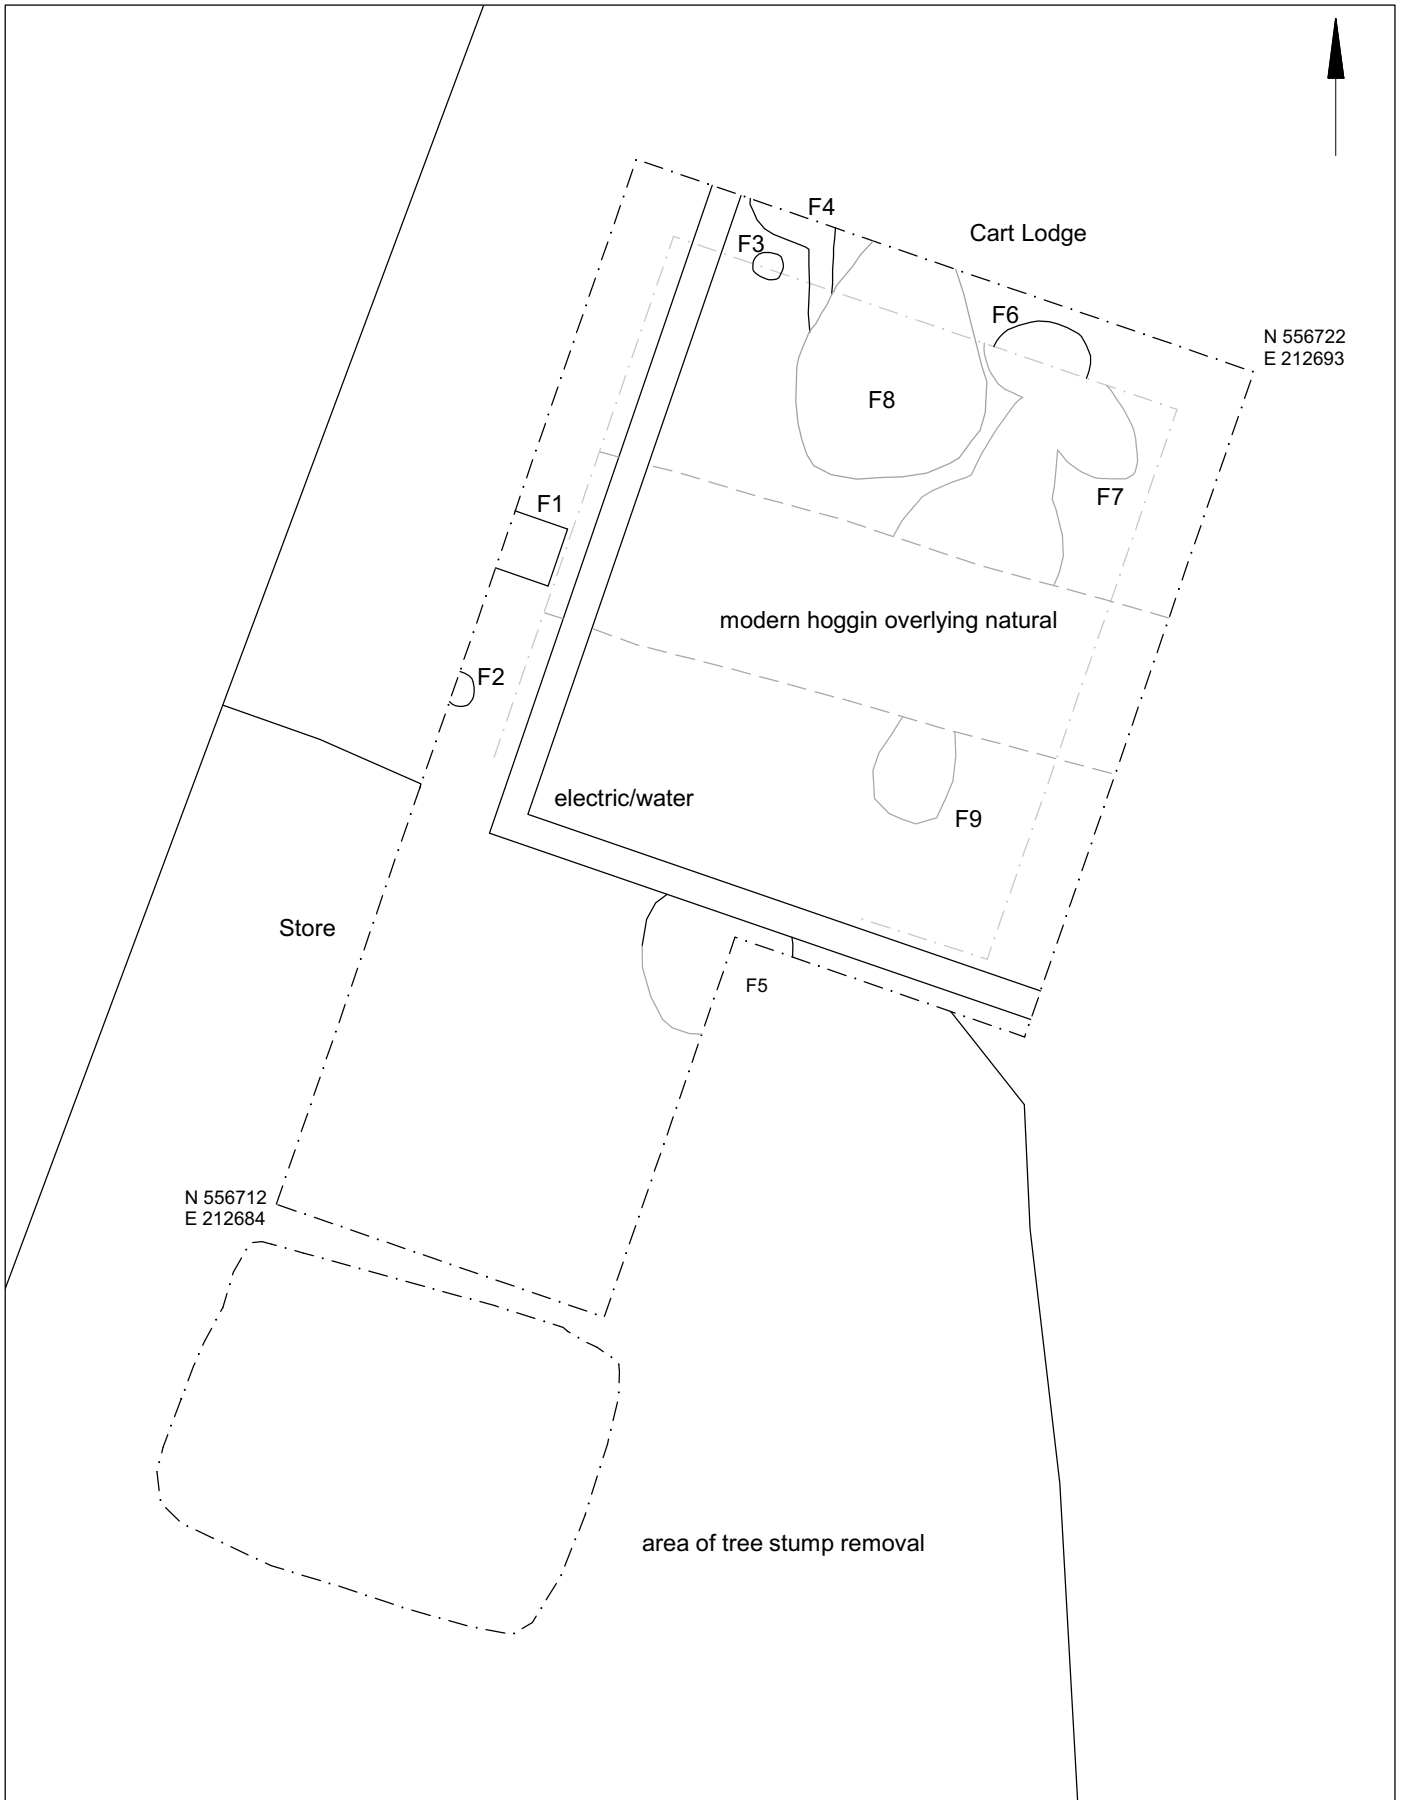 F4
Cart Lodge
F3
F6
N 556722
E 212693
F8
F7
F1
modern hoggin overlying natural
F2
electric/water
F9
Store
F5
N 556712
E 212684
area of tree stump removal